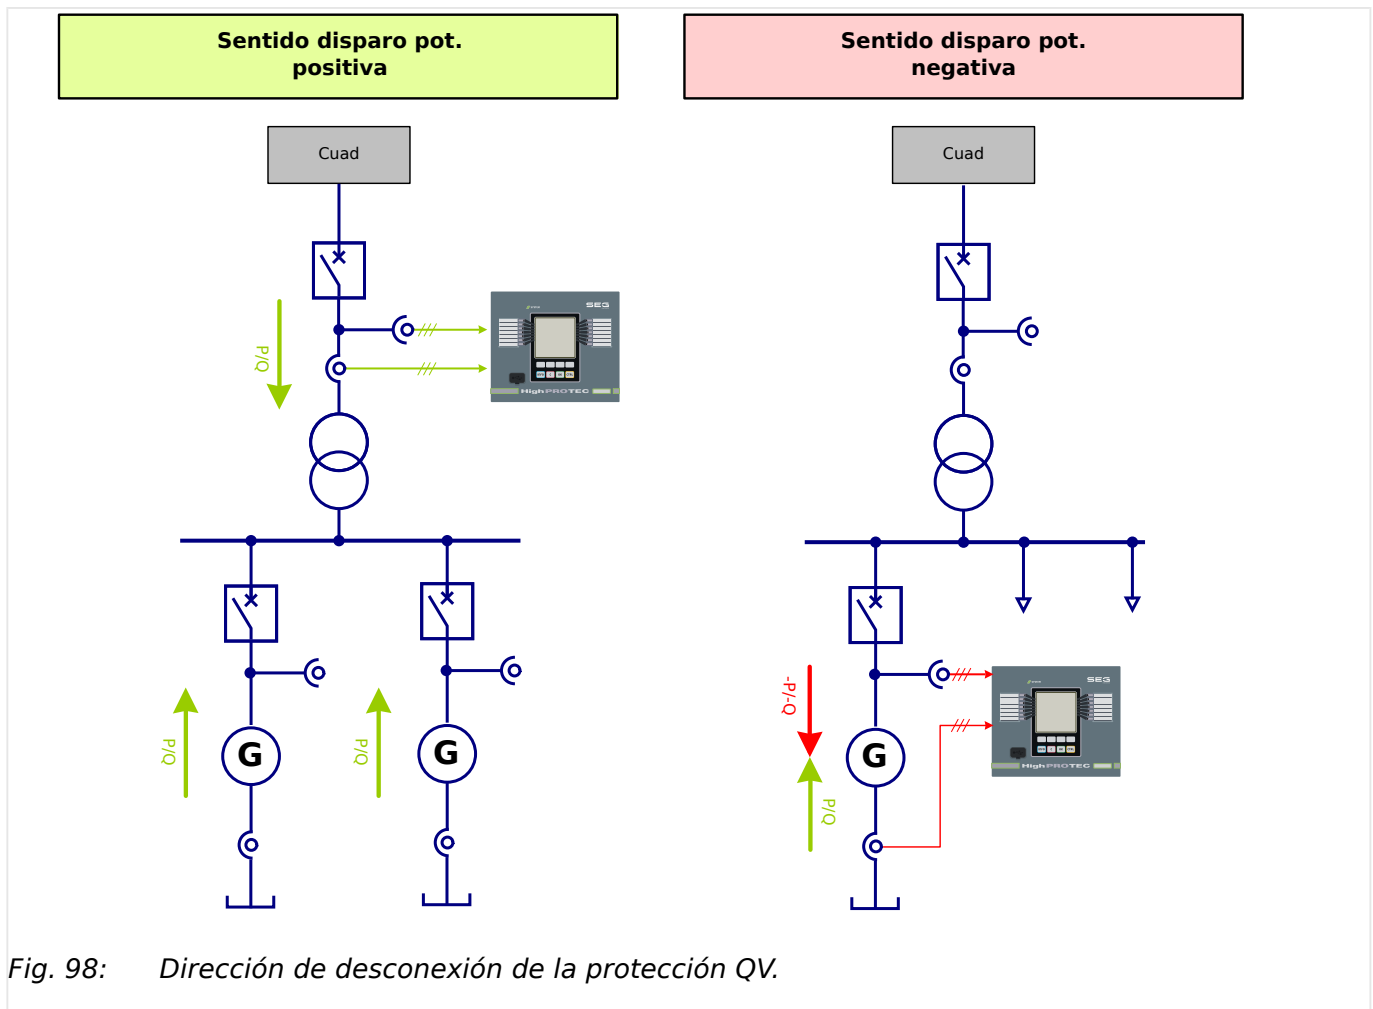 Sentido disparo pot.
positiva
Sentido disparo pot.
negativa
Cuad
Cuad
P/Q
SEG
HighPROTEC
P/Q
G
P/Q
G
-P/-Q
P/Q
G
SEG
HighPROTEC
Fig. 98: Dirección de desconexión de la protección QV.